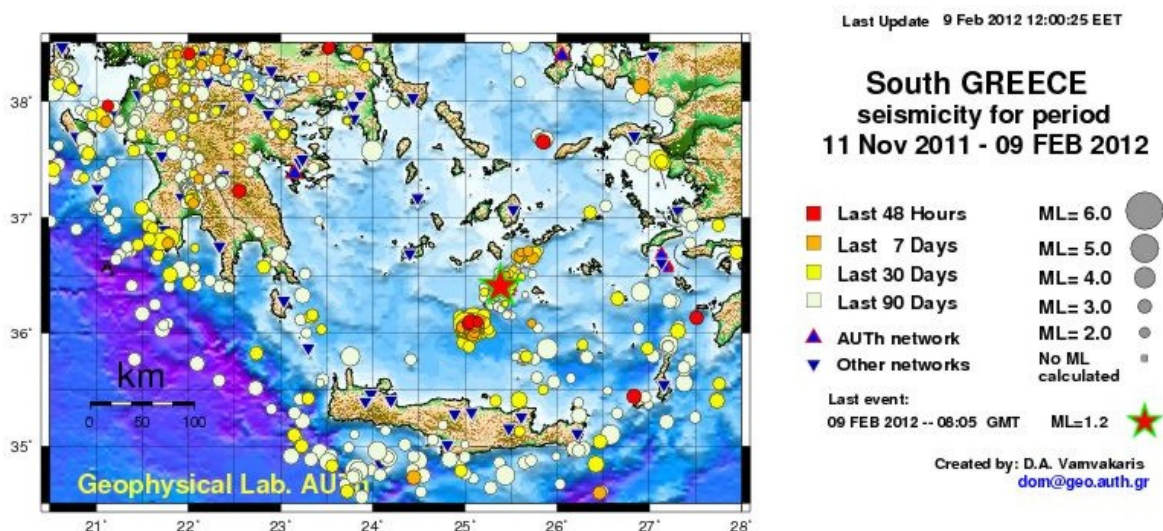 Last Update 9 Feb 2012 12:00:25 EET
South GREECE
seismicity for period
11 Nov 2011 - 09 FEB 2012
Last 48 Hours
Last 7 Days
Last 30 Days
Last 90 Days
AUTh network
Other networks
ML= 6.0
ML= 5.0
ML= 4.0
ML= 3.0
ML= 2.0
No ML
calculated
Last event:
09 FEB 2012 -- 08:05 GMT ML=1.2
Created by: D.A. Vamvakaris
dom@geo.auth.gr
38˚
37˚
36˚
35˚
km
0 50 100
Geophysical Lab. AUTh
21˚ 22˚ 23˚ 24˚ 25˚ 26˚ 27˚ 28˚